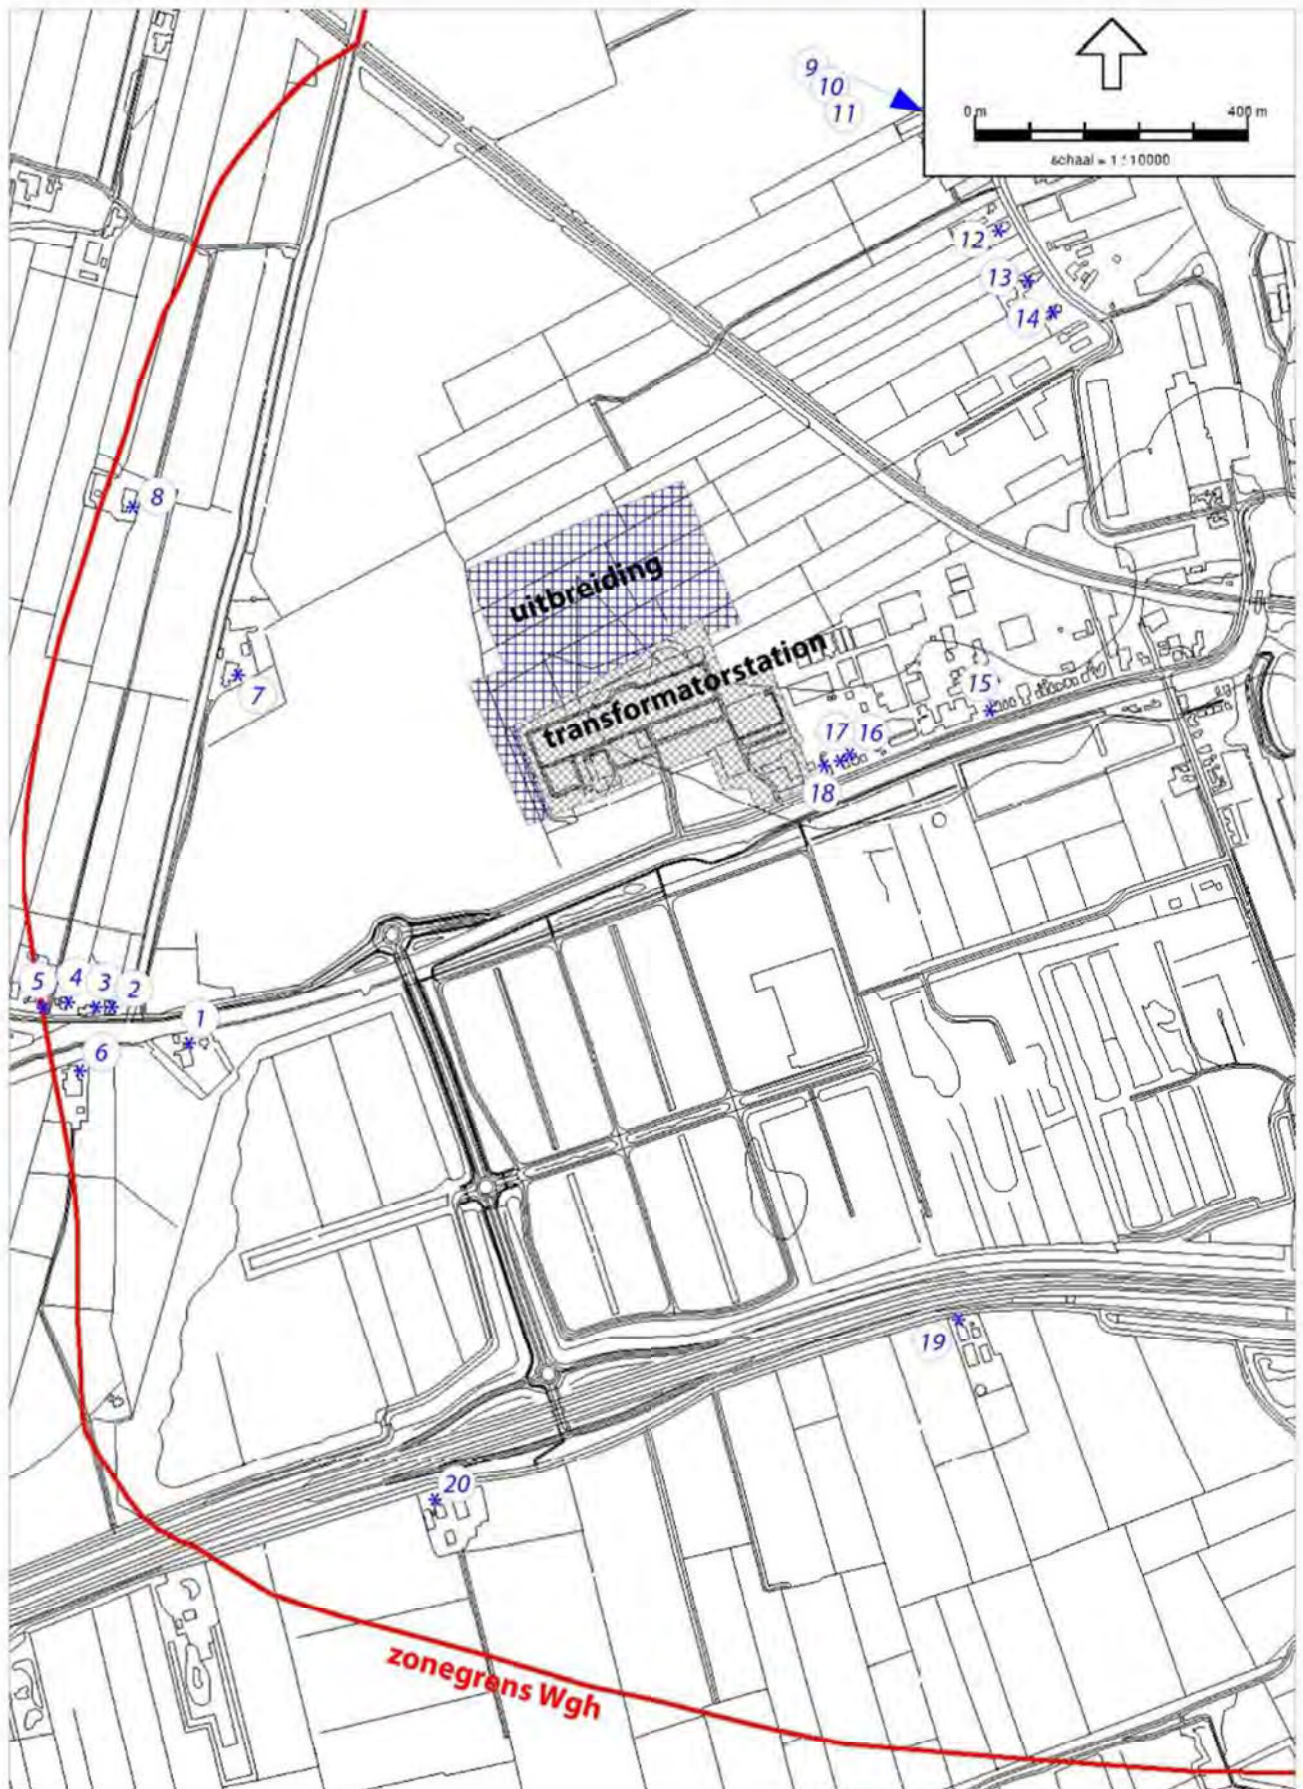 9
10
11
0 m 400 m
schaal = 1 : 10000
12
13
14
8
uitbreiding
7
transformatorstation
15
17 16
18
5 4 3 2
1
6
19
20
zonegrens Wgh